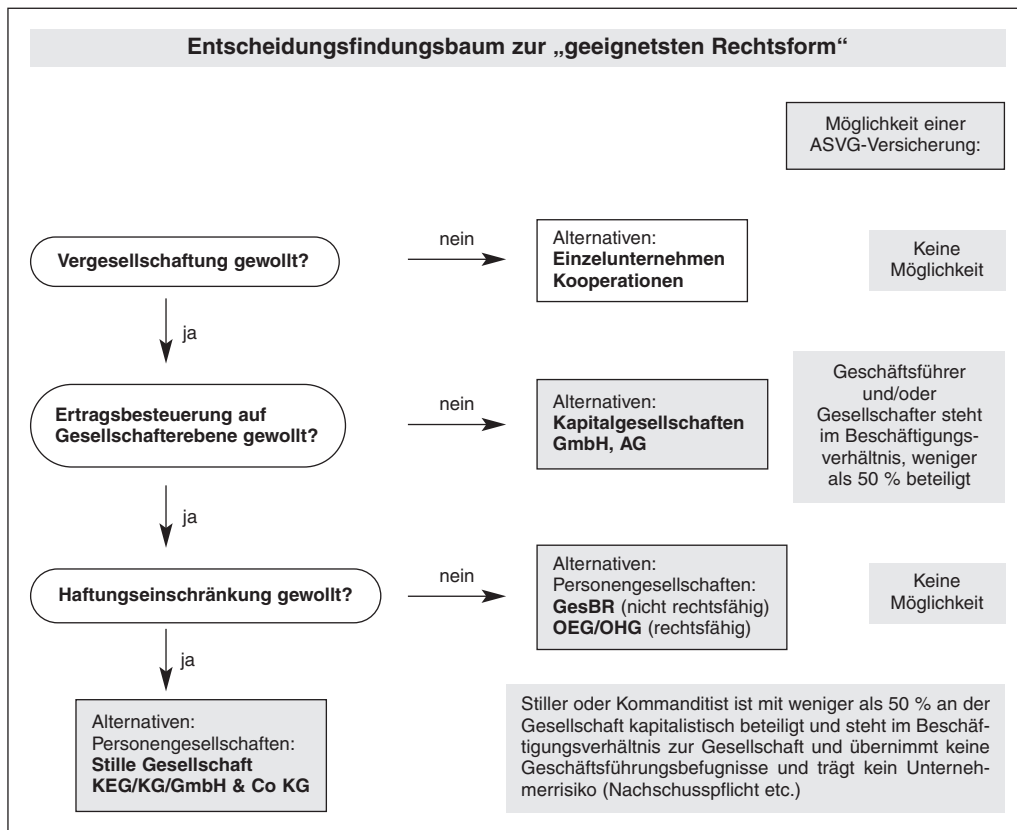 Entscheidungsfindungsbaum zur „geeignetsten Rechtsform“
Möglichkeit einer
ASVG-Versicherung:
Vergesellschaftung gewollt?
nein
Alternativen:
Einzelunternehmen
Kooperationen
Keine
Möglichkeit
ja
Ertragsbesteuerung auf
Gesellschafterebene gewollt?
nein
Alternativen:
Kapitalgesellschaften
GmbH, AG
Geschäftsführer
und/oder
Gesellschafter steht
im Beschäftigungs-
verhältnis, weniger
als 50 % beteiligt
ja
Haftungseinschränkung gewollt?
nein
Alternativen:
Personengesellschaften:
GesBR (nicht rechtsfähig)
OEG/OHG (rechtsfähig)
Keine
Möglichkeit
ja
Alternativen:
Personengesellschaften:
Stille Gesellschaft
KEG/KG/GmbH & Co KG
Stiller oder Kommanditist ist mit weniger als 50 % an der
Gesellschaft kapitalistisch beteiligt und steht im Beschäf-
tigungsverhältnis zur Gesellschaft und übernimmt keine
Geschäftsführungsbefugnisse und trägt kein Unterneh-
merrisiko (Nachschusspflicht etc.)